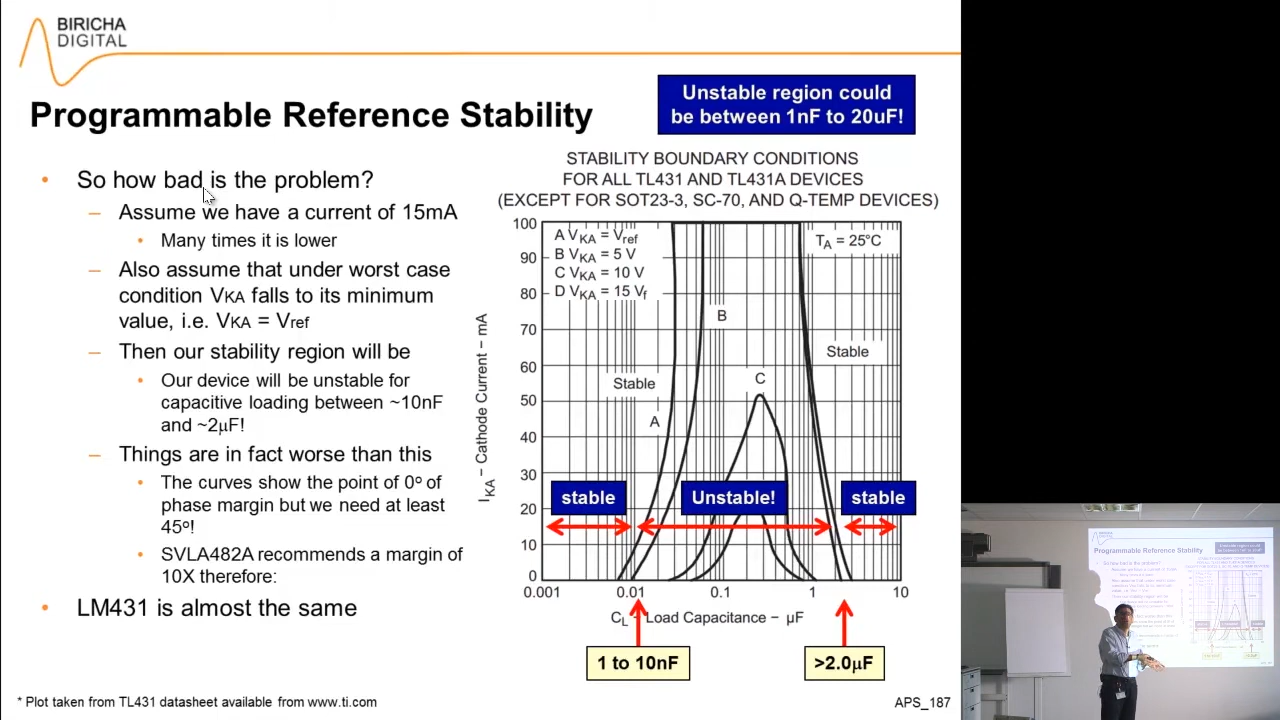 BIRICHA
DIGITAL
Programmable Reference Stability
Unstable region could
be between 1nF to 20uF!
• So how bad is the problem?
– Assume we have a current of 15mA
• Many times it is lower
– Also assume that under worst case
condition VKA falls to its minimum
value, i.e. VKA = Vref
– Then our stability region will be
• Our device will be unstable for
capacitive loading between ~10nF
and ~2µF!
– Things are in fact worse than this
• The curves show the point of 0º of
phase margin but we need at least
45º!
• SVLA482A recommends a margin of
10X therefore:
• LM431 is almost the same
STABILITY BOUNDARY CONDITIONS
FOR ALL TL431 AND TL431A DEVICES
(EXCEPT FOR SOT23-3, SC-70, AND Q-TEMP DEVICES)
A VKA = Vref
B VKA = 5 V
C VKA = 10 V
D VKA = 15 Vf
TA = 25°C
100
90
80
70
60
50
40
30
20
10
0
IKA – Cathode Current – mA
B
Stable
Stable
C
A
stable
Unstable!
stable
0.001
0.01
0.1
1
10
CL – Load Capacitance – µF
1 to 10nF
>2.0µF
* Plot taken from TL431 datasheet available from www.ti.com
APS_187
Programmable Reference Stability